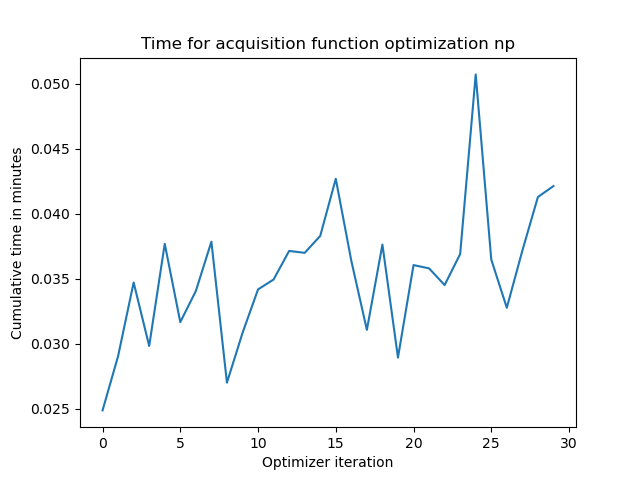 Time for acquisition function optimization np
Cumulative time in minutes
0.050
0.045
0.040
0.035
0.030
0.025
0 5 10 15 20 25 30
Optimizer iteration